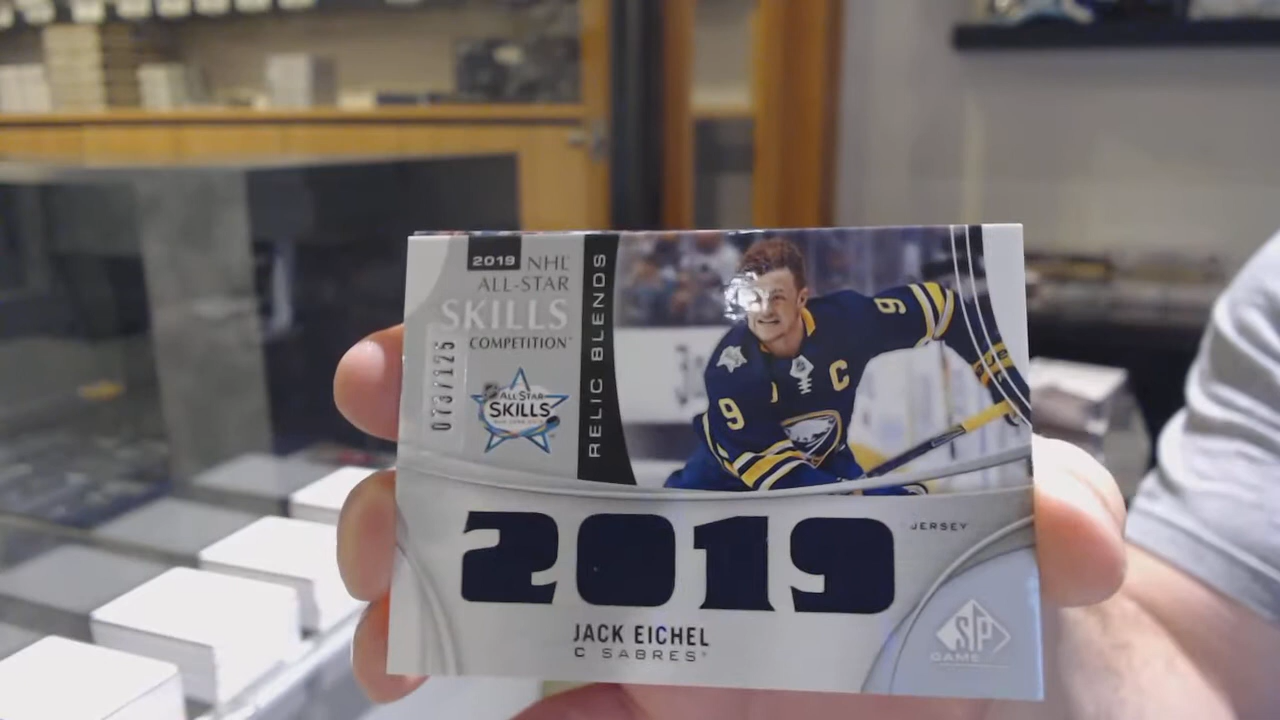 2019 NHL
ALL-STAR
SKILLS
COMPETITION
073/125
ALL STAR
SKILLS
RELIC BLENDS
9
C
9
2019
JERSEY
JACK EICHEL
C SABRES
SP
GAME